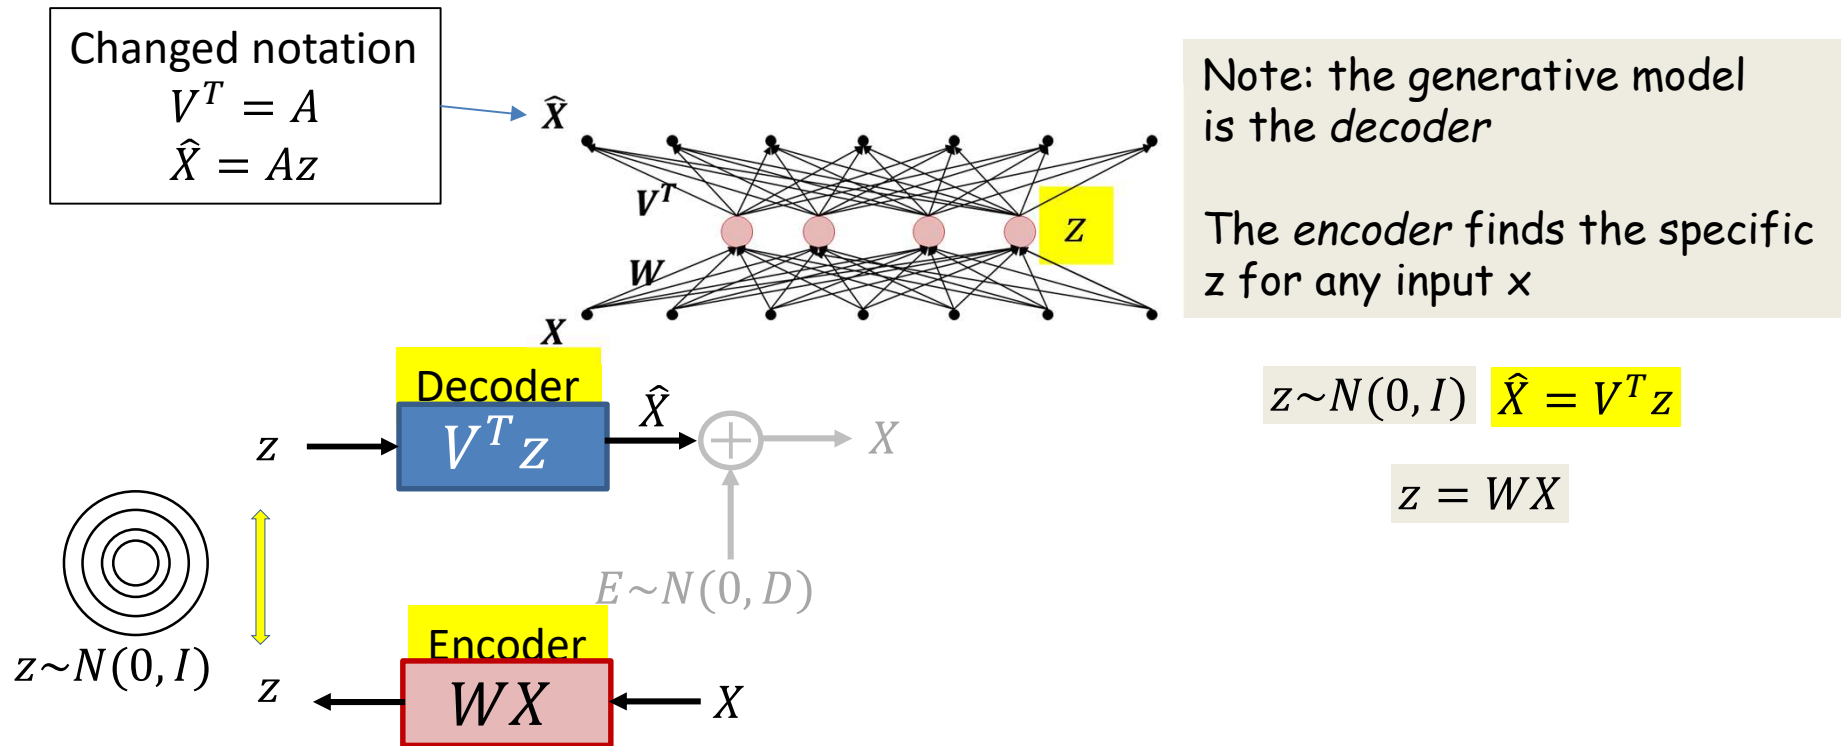 Changed notation
V^T = A
X̂ = Az
X̂
V^T
z
W
X
Note: the generative model
is the decoder
The encoder finds the specific
z for any input x
z~N(0, I)
X̂ = V^T z
z = WX
Decoder
z
V^T z
X̂
X
E~N(0, D)
z~N(0, I)
Encoder
z
WX
X